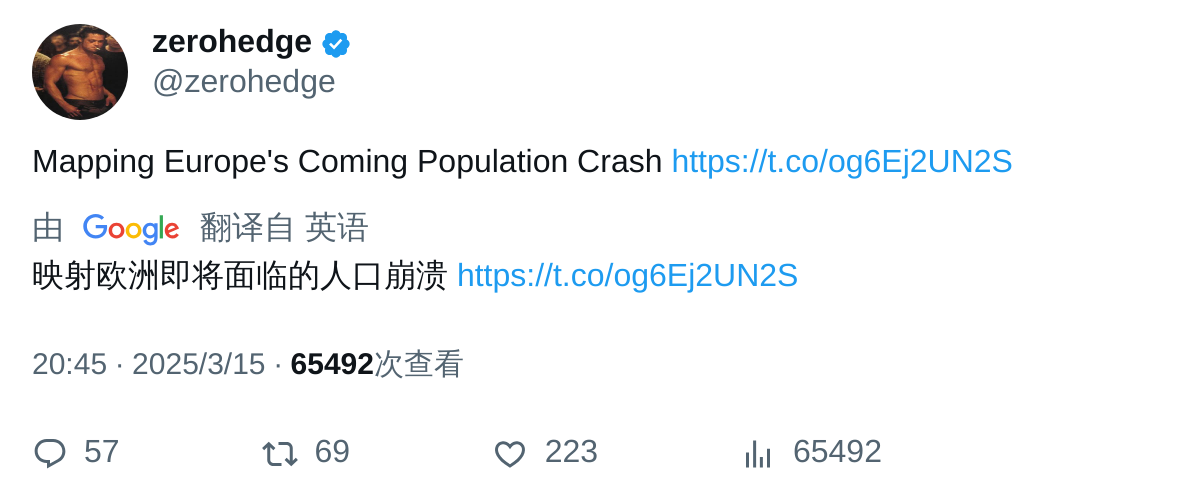 zerohedge
@zerohedge
Mapping Europe's Coming Population Crash https://t.co/og6Ej2UN2S
由 Google 翻译自 英语
映射欧洲即将面临的人口崩溃 https://t.co/og6Ej2UN2S
20:45 · 2025/3/15 · 65492次查看
57 69 223 65492